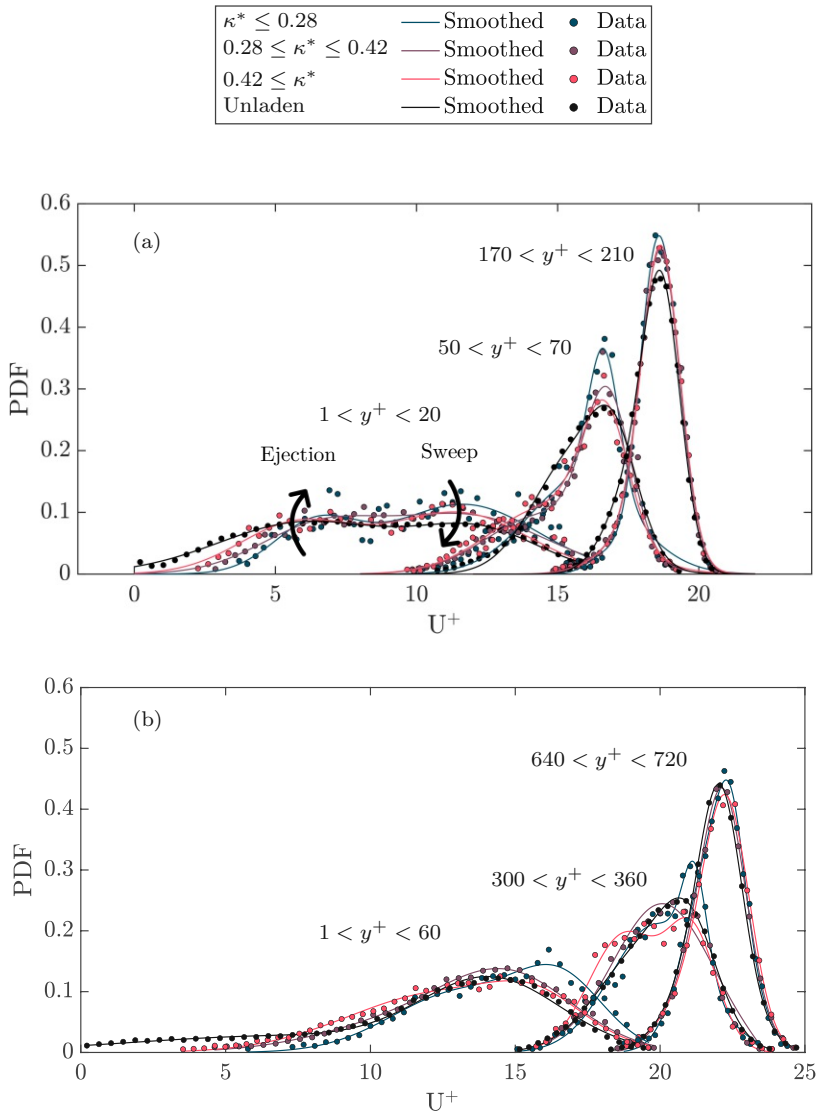 κ* ≤ 0.28 Smoothed Data
0.28 ≤ κ* ≤ 0.42 Smoothed Data
0.42 ≤ κ* Smoothed Data
Unladen Smoothed Data
0.6
(a)
170 < y+ < 210
0.5
0.4
50 < y+ < 70
PDF
0.3
1 < y+ < 20
Ejection Sweep
0.2
0.1
0
0 5 10 15 20
U+
0.6
(b)
640 < y+ < 720
0.5
0.4
PDF
0.3
300 < y+ < 360
1 < y+ < 60
0.2
0.1
0
0 5 10 15 20 25
U+